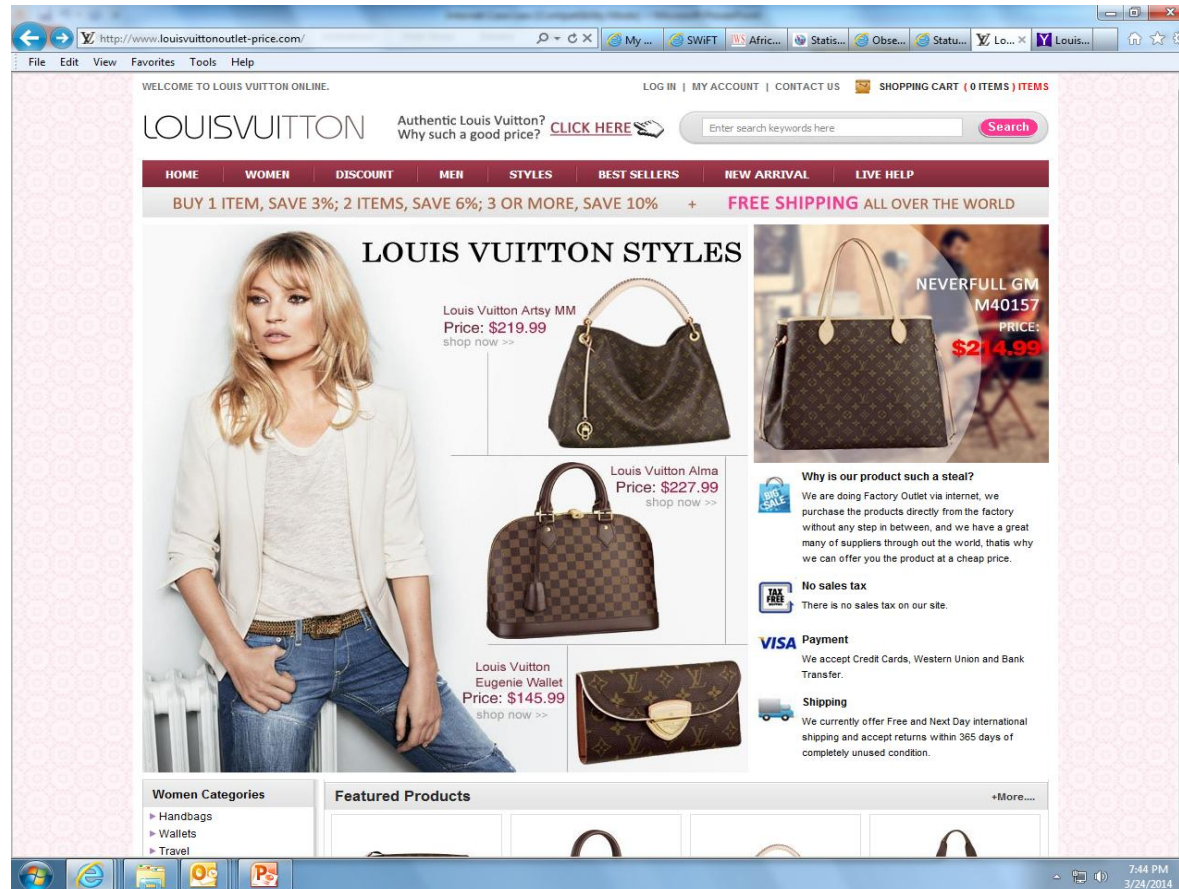 http://www.louisvuittonoutlet-price.com/
My ...
SWiFT
Afric...
Statis...
Obse...
Statu...
Lo...
Louis...
File Edit View Favorites Tools Help
WELCOME TO LOUIS VUITTON ONLINE.
LOG IN | MY ACCOUNT | CONTACT US SHOPPING CART ( 0 ITEMS ) ITEMS
LOUISVUITTON
Authentic Louis Vuitton?
Why such a good price? CLICK HERE
Enter search keywords here
Search
HOME WOMEN DISCOUNT MEN STYLES BEST SELLERS NEW ARRIVAL LIVE HELP
BUY 1 ITEM, SAVE 3%; 2 ITEMS, SAVE 6%; 3 OR MORE, SAVE 10% + FREE SHIPPING ALL OVER THE WORLD
LOUIS VUITTON STYLES
Louis Vuitton Artsy MM
Price: $219.99
shop now >>
Louis Vuitton Alma
Price: $227.99
shop now >>
Louis Vuitton
Eugenie Wallet
Price: $145.99
shop now >>
NEVERFULL GM
M40157
PRICE:
$214.99
BIG
SALE
Why is our product such a steal?
We are doing Factory Outlet via internet, we
purchase the products directly from the factory
without any step in between, and we have a great
many of suppliers through out the world, thatis why
we can offer you the product at a cheap price.
TAX
FREE
No sales tax
There is no sales tax on our site.
VISA
Payment
We accept Credit Cards, Western Union and Bank
Transfer.
Shipping
We currently offer Free and Next Day international
shipping and accept returns within 365 days of
completely unused condition.
Women Categories
Handbags
Wallets
Travel
Featured Products
+More....
7:44 PM
3/24/2014